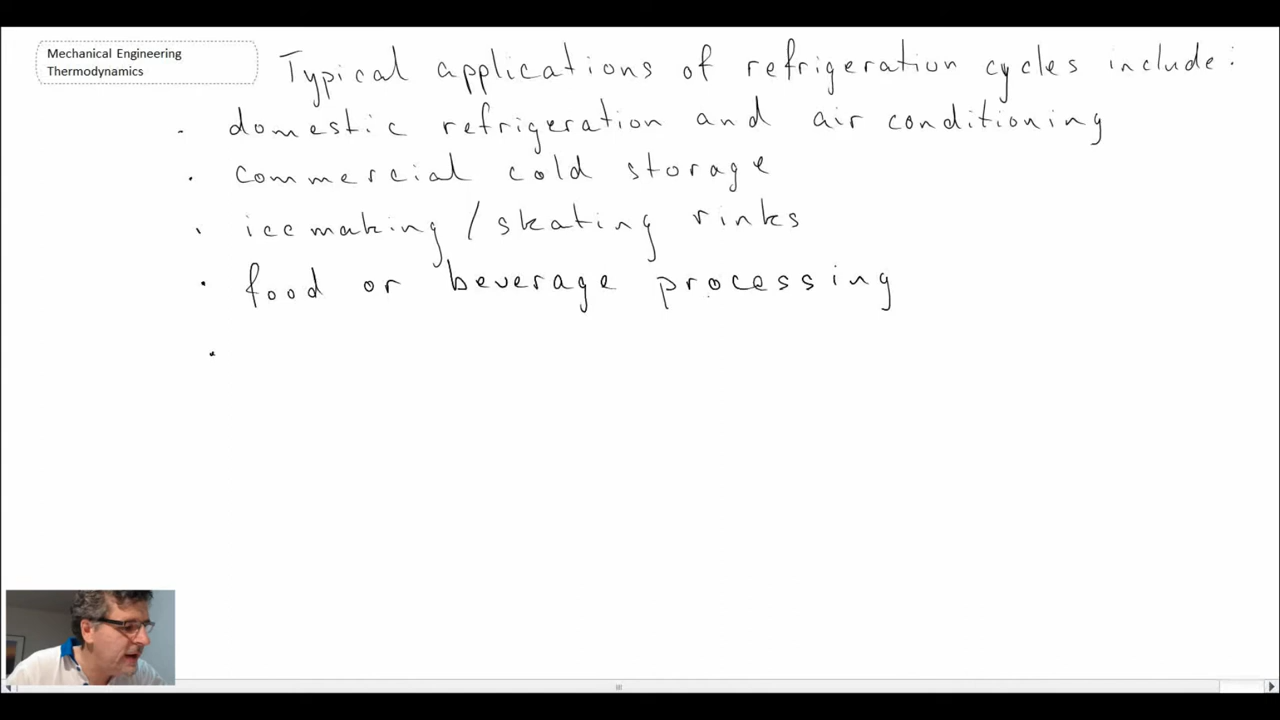 Mechanical Engineering
Thermodynamics
Typical applications of refrigeration cycles include:
· domestic refrigeration and air conditioning
· commercial cold storage
· icemaking / skating rinks
· food or beverage processing
·